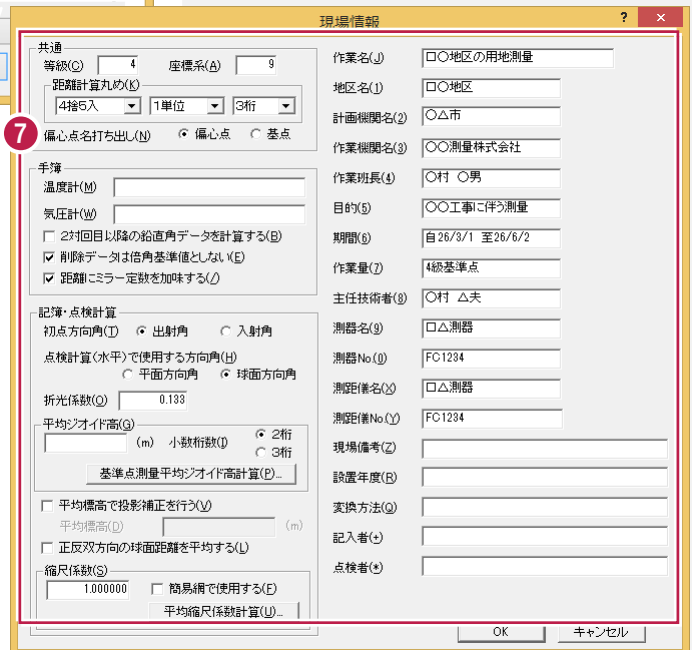 現場情報
?
×
7
共通
等級(C) 4 座標系(A) 9
距離計算丸め(K)
4捨5入 1単位 3桁
偏心点名打ち出し(N) 偏心点 基点
手簿
温度計(M)
気圧計(W)
2対回目以降の鉛直角データを計算する(B)
削除データは倍角基準値としない(E)
距離にミラー定数を加味する(/)
記簿・点検計算
初点方向角(T) 出射角 入射角
点検計算(水平)で使用する方向角(H)
平面方向角 球面方向角
折光係数(O) 0.133
平均ジオイド高(G)
(m) 小数桁数(I) 2桁
3桁
基準点測量平均ジオイド高計算(P)...
平均標高で投影補正を行う(V)
平均標高(D) (m)
正反双方向の球面距離を平均する(L)
縮尺係数(S)
1.000000 簡易網で使用する(F)
平均縮尺係数計算(U)...
作業名(J) 口〇地区の用地測量
地区名(1) 口〇地区
計画機関名(2) 〇△市
作業機関名(3) 〇〇測量株式会社
作業班長(4) 〇村 〇男
目的(5) 〇〇工事に伴う測量
期間(6) 自26/3/1 至26/6/2
作業量(7) 4級基準点
主任技術者(8) 〇村 △夫
測器名(9) 口△測器
測器No.(0) FC1234
測距儀名(X) 口△測器
測距儀No.(Y) FC1234
現場備考(Z)
設置年度(R)
変換方法(Q)
記入者(+)
点検者(*)
OK キャンセル